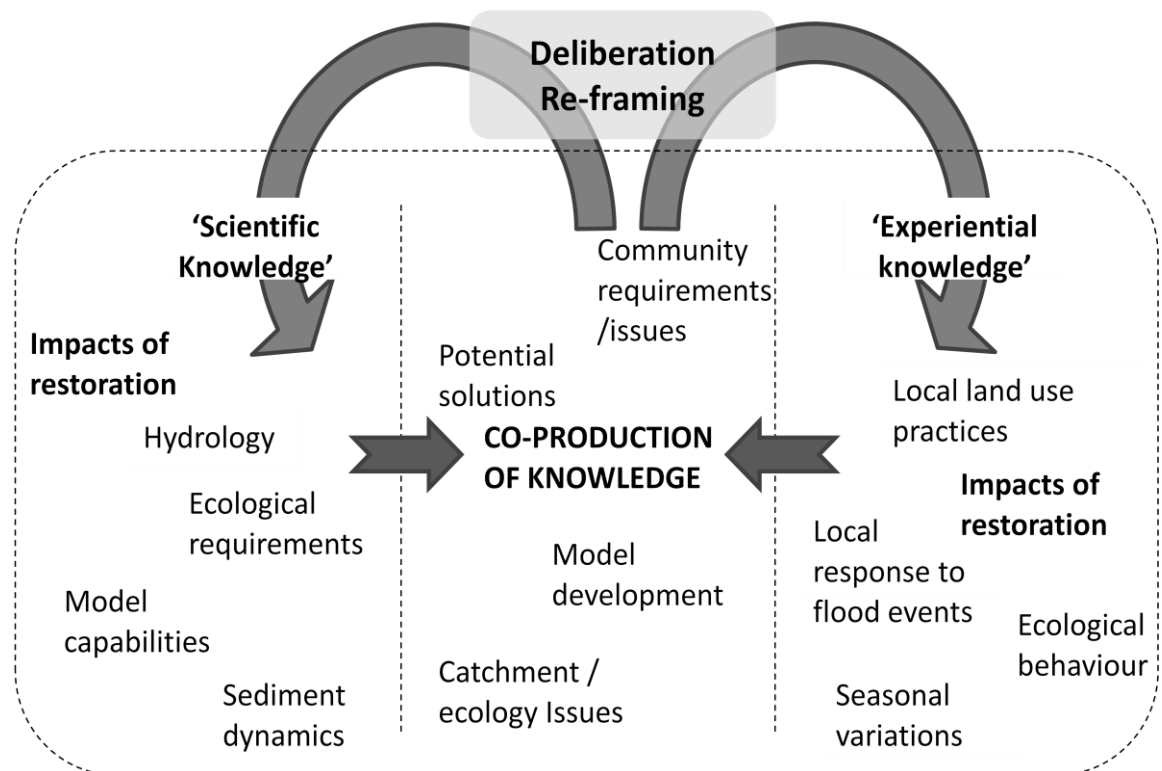 Deliberation
Re-framing
‘Scientific
Knowledge’
Impacts of
restoration
Hydrology
Ecological
requirements
Model
capabilities
Sediment
dynamics
Community
requirements
/issues
Potential
solutions
CO-PRODUCTION
OF KNOWLEDGE
Model
development
Catchment /
ecology Issues
‘Experiential
knowledge’
Local land use
practices
Impacts of
restoration
Local
response to
flood events
Ecological
behaviour
Seasonal
variations